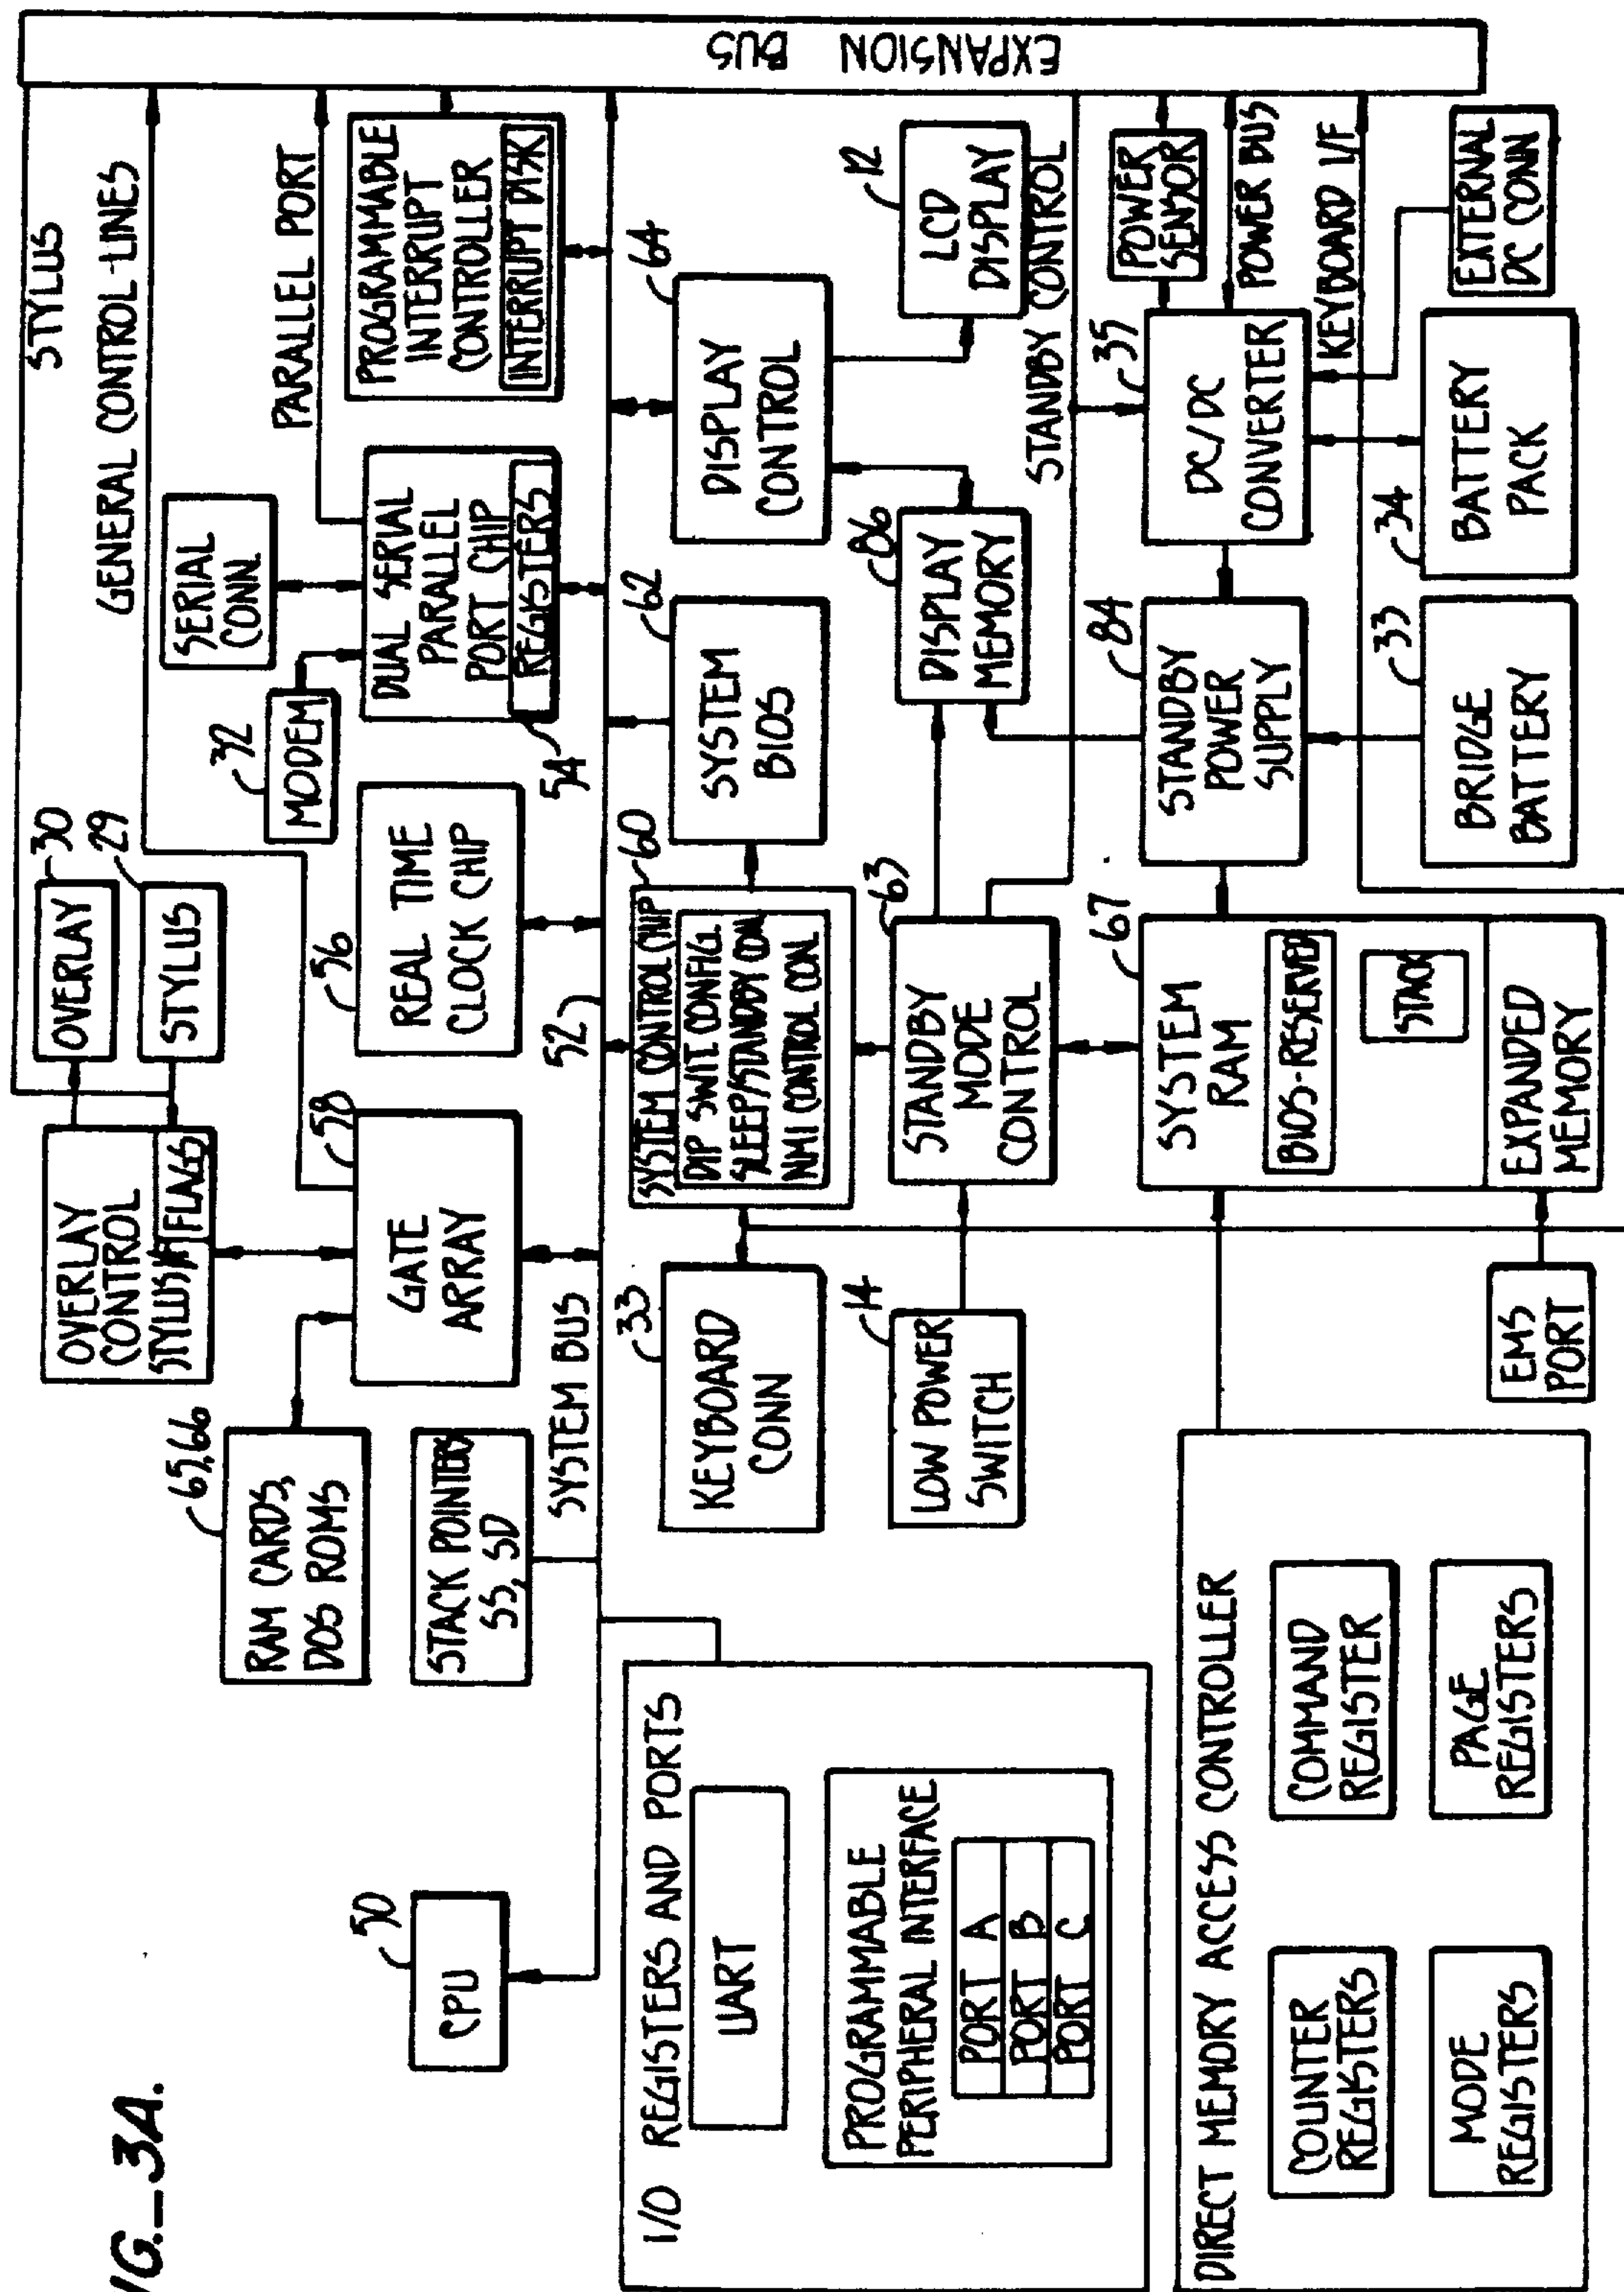 IG._3A.
OVERLAY
CONTROL
STYLUS/IF
FLAGS
OVERLAY
30
STYLUS
29
STYLUS
GENERAL CONTROL LINES
65,66
RAM CARDS,
DOS ROMS
58
GATE
ARRAY
56
REAL TIME
CLOCK CHIP
32
MODEM
SERIAL
CONN
DUAL SERIAL
PARALLEL
PORT CHIP
REGISTERS
54
PARALLEL PORT
PROGRAMMABLE
INTERRUPT
CONTROLLER
INTERRUPT DISK
EXPANSION BUS
50
CPU
STACK POINTERS
SS, SD
SYSTEM BUS
52
I/O REGISTERS AND PORTS
UART
PROGRAMMABLE
PERIPHERAL INTERFACE
PORT A
PORT B
PORT C
33
KEYBOARD
CONN
60
SYSTEM CONTROL CHIP
DIP SWIT. CONFIG.
SLEEP/STANDBY CON
NMI CONTROL CON.
62
SYSTEM
BIOS
64
DISPLAY
CONTROL
14
LOW POWER
SWITCH
63
STANDBY
MODE
CONTROL
86
DISPLAY
MEMORY
12
LCD
DISPLAY
STANDBY CONTROL
DIRECT MEMORY ACCESS CONTROLLER
COUNTER
REGISTERS
COMMAND
REGISTER
MODE
REGISTERS
PAGE
REGISTERS
67
SYSTEM
RAM
BIOS-RESERVED
STACK
EXPANDED
MEMORY
EMS
PORT
84
STANDBY
POWER
SUPPLY
35
DC/DC
CONVERTER
POWER
SENSOR
POWER BUS
KEYBOARD I/F
33
BRIDGE
BATTERY
34
BATTERY
PACK
EXTERNAL
DC CONN